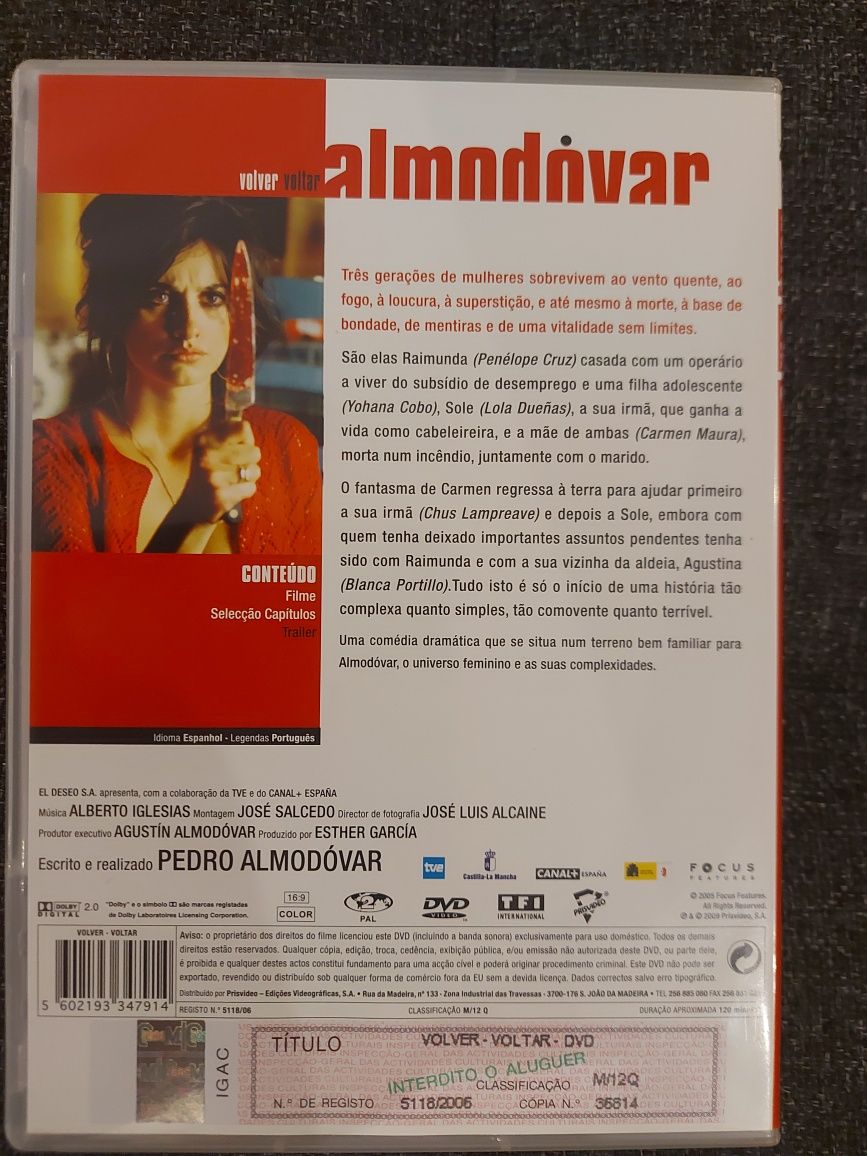 volver voltar
almodóvar
Três gerações de mulheres sobrevivem ao vento quente, ao
fogo, à loucura, à superstição, e até mesmo à morte, à base de
bondade, de mentiras e de uma vitalidade sem limites.
São elas Raimunda (Penélope Cruz) casada com um operário
a viver do subsídio de desemprego e uma filha adolescente
(Yohana Cobo), Sole (Lola Dueñas), a sua irmã, que ganha a
vida como cabeleireira, e a mãe de ambas (Carmen Maura),
morta num incêndio, juntamente com o marido.
O fantasma de Carmen regressa à terra para ajudar primeiro
a sua irmã (Chus Lampreave) e depois a Sole, embora com
quem tenha deixado importantes assuntos pendentes tenha
sido com Raimunda e com a sua vizinha da aldeia, Agustina
(Blanca Portillo).Tudo isto é só o início de uma história tão
complexa quanto simples, tão comovente quanto terrível.
Uma comédia dramática que se situa num terreno bem familiar para
Almodóvar, o universo feminino e as suas complexidades.
CONTEÚDO
Filme
Selecção Capítulos
Trailer
Idioma Espanhol - Legendas Português
EL DESEO S.A. apresenta, com a colaboração da TVE e do CANAL+ ESPAÑA
Música ALBERTO IGLESIAS Montagem JOSÉ SALCEDO Director de fotografia JOSÉ LUIS ALCAINE
Produtor executivo AGUSTÍN ALMODÓVAR Produzido por ESTHER GARCÍA
Escrito e realizado PEDRO ALMODÓVAR
tve
Castilla-La Mancha
CANAL+ ESPAÑA
FOCUS
FEATURES
DOLBY
DIGITAL 2.0
"Dolby" e o símbolo DD são marcas registadas
de Dolby Laboratoires Licensing Corporation.
16:9
COLOR
2
PAL
DVD
VIDEO
TF1
INTERNATIONAL
PRISVIDEO
© 2005 Focus Features.
All Rights Reserved.
℗ & © 2009 Prisvideo, S.A.
VOLVER - VOLTAR
5 602193 347914
Aviso: o proprietário dos direitos do filme licenciou este DVD (incluindo a banda sonora) exclusivamente para uso doméstico. Todos os demais
direitos estão reservados. Qualquer cópia, edição, troca, cedência, exibição pública, e/ou emissão não autorizada deste DVD, ou parte dele,
é proibida e qualquer destes actos constitui fundamento para uma acção cível e poderá originar procedimento criminal. Este DVD não pode ser
exportado, revendido ou distribuído sob qualquer forma de comércio fora da EU sem a devida licença. Dados correctos salvo erro tipográfico.
Distribuído por Prisvideo – Edições Videográficas, S.A. • Rua da Madeira, nº 133 - Zona Industrial das Travessas - 3700-176 S. JOÃO DA MADEIRA • TEL 256 885 060 FAX 256
REGISTO N.º 5118/06 CLASSIFICAÇÃO M/12 Q DURAÇÃO APROXIMADA 120
IGAC
TÍTULO VOLVER - VOLTAR - DVD
INTERDITO O ALUGUER
CLASSIFICAÇÃO M/12Q
N.º DE REGISTO 5118/2006 CÓPIA N.º 36614